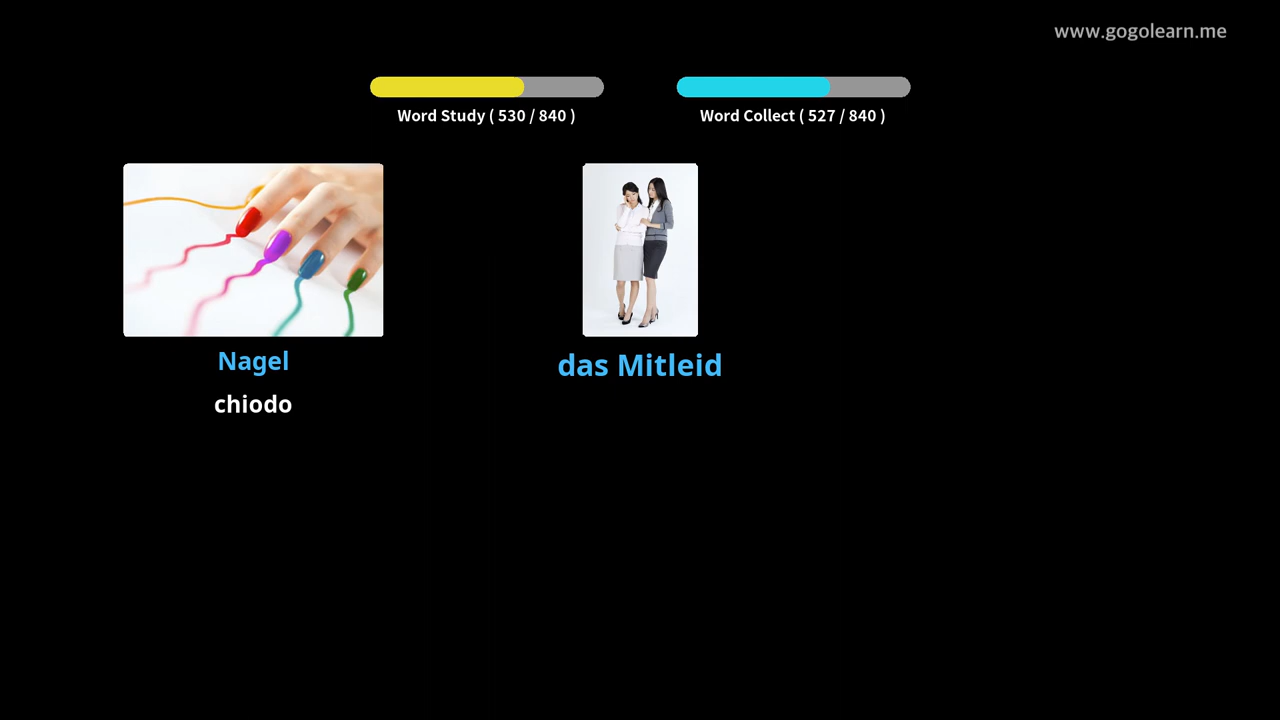 www.gogolearn.me
Word Study ( 530 / 840 )
Word Collect ( 527 / 840 )
Nagel
chiodo
das Mitleid